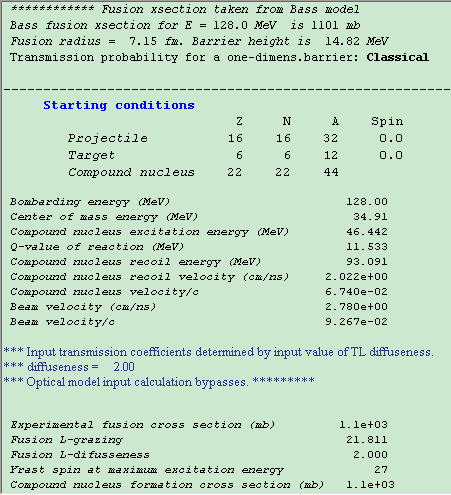 ************ Fusion xsection taken from Bass model
Bass fusion xsection for E = 128.0 MeV is 1101 mb
Fusion radius = 7.15 fm. Barrier height is 14.82 MeV
Transmission probability for a one-dimens.barrier: Classical
Starting conditions
Z N A Spin
Projectile 16 16 32 0.0
Target 6 6 12 0.0
Compound nucleus 22 22 44
Bombarding energy (MeV) 128.00
Center of mass energy (MeV) 34.91
Compound nucleus excitation energy (MeV) 46.442
Q-value of reaction (MeV) 11.533
Compound nucleus recoil energy (MeV) 93.091
Compound nucleus recoil velocity (cm/ns) 2.022e+00
Compound nucleus velocity/c 6.740e-02
Beam velocity (cm/ns) 2.780e+00
Beam velocity/c 9.267e-02
*** Input transmission coefficients determined by input value of TL diffuseness.
*** diffuseness = 2.00
*** Optical model input calculation bypasses. *********
Experimental fusion cross section (mb) 1.1e+03
Fusion L-grazing 21.811
Fusion L-difusseness 2.000
Yrast spin at maximum excitation energy 27
Compound nucleus formation cross section (mb) 1.1e+03